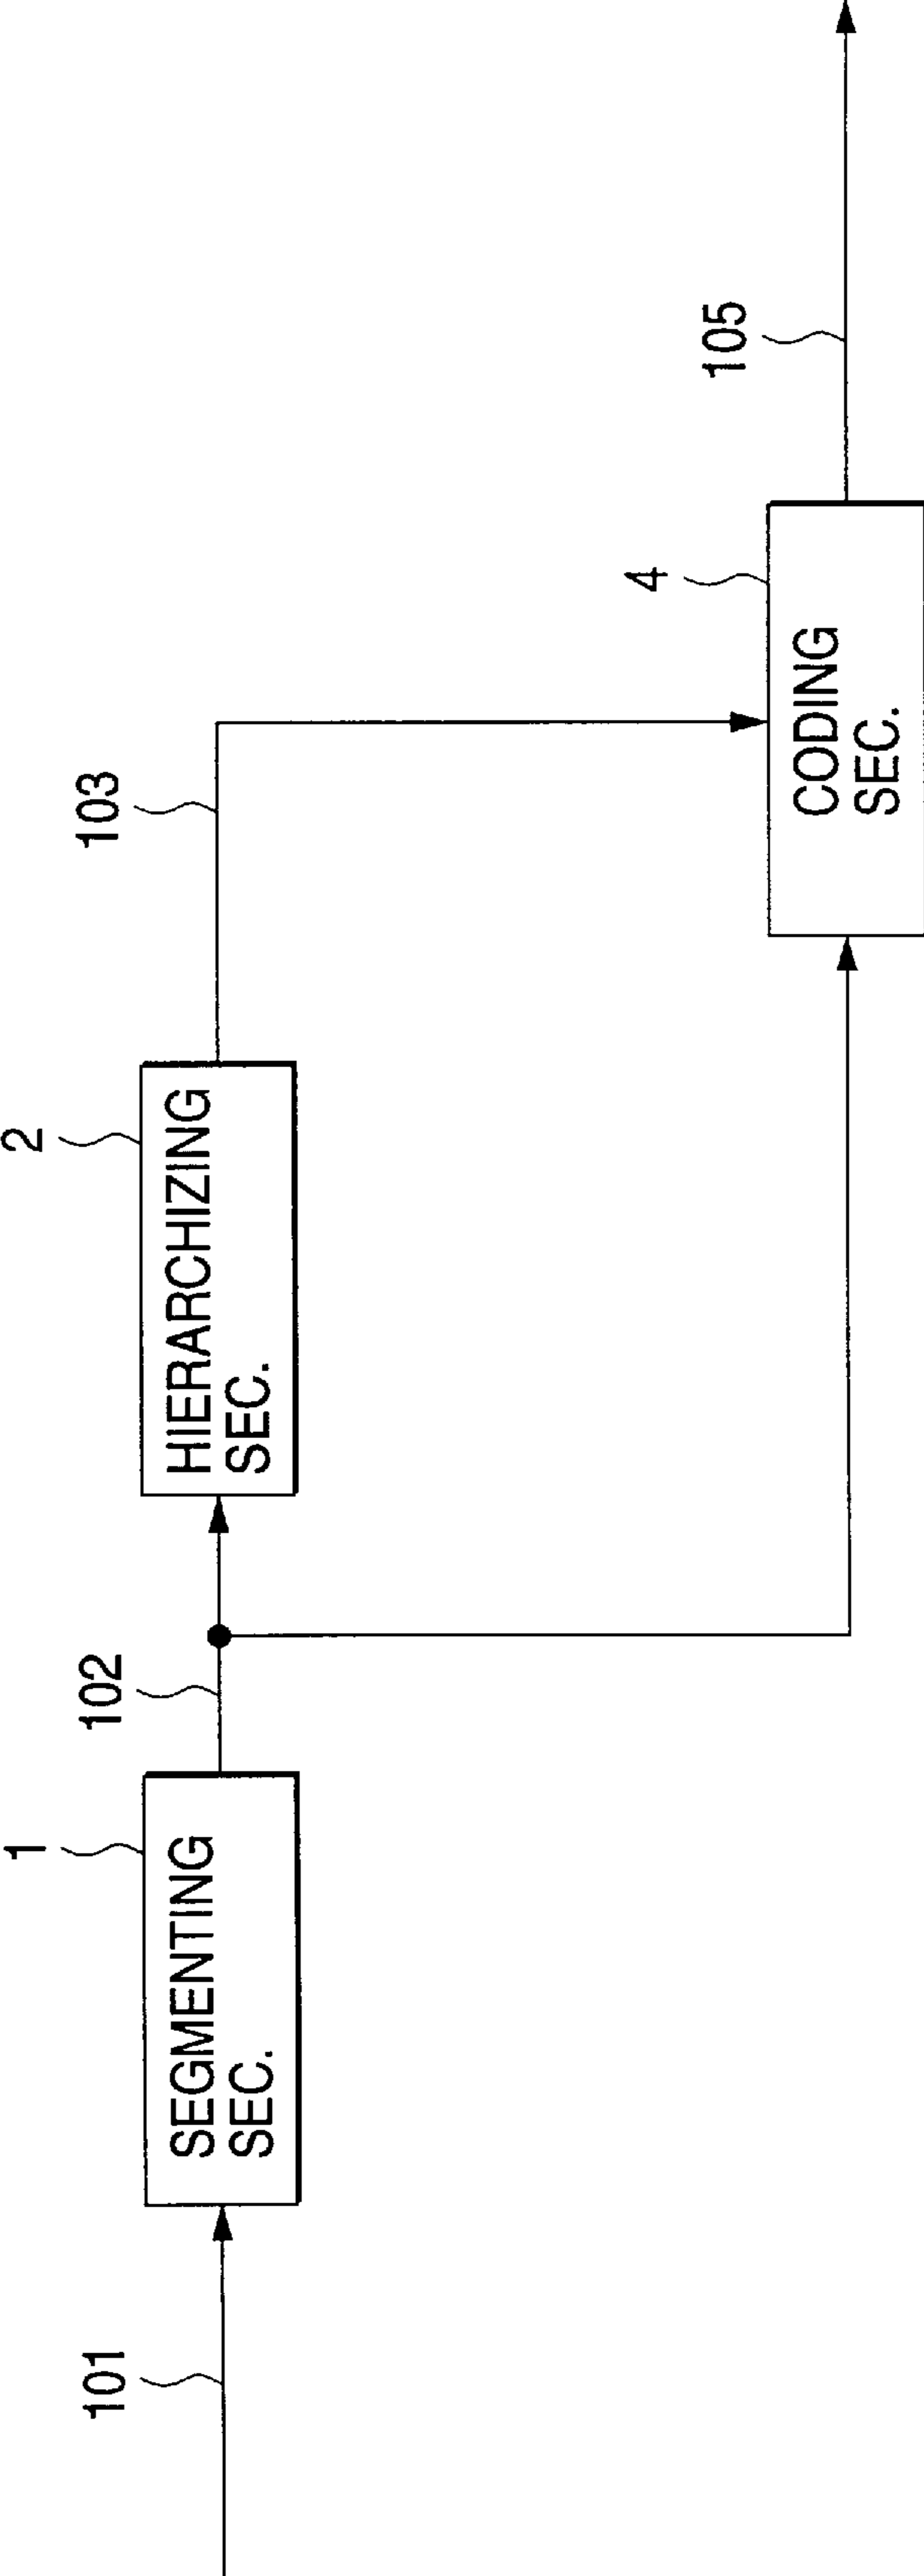 101
1
SEGMENTING
SEC.
102
2
HIERARCHIZING
SEC.
103
4
CODING
SEC.
105